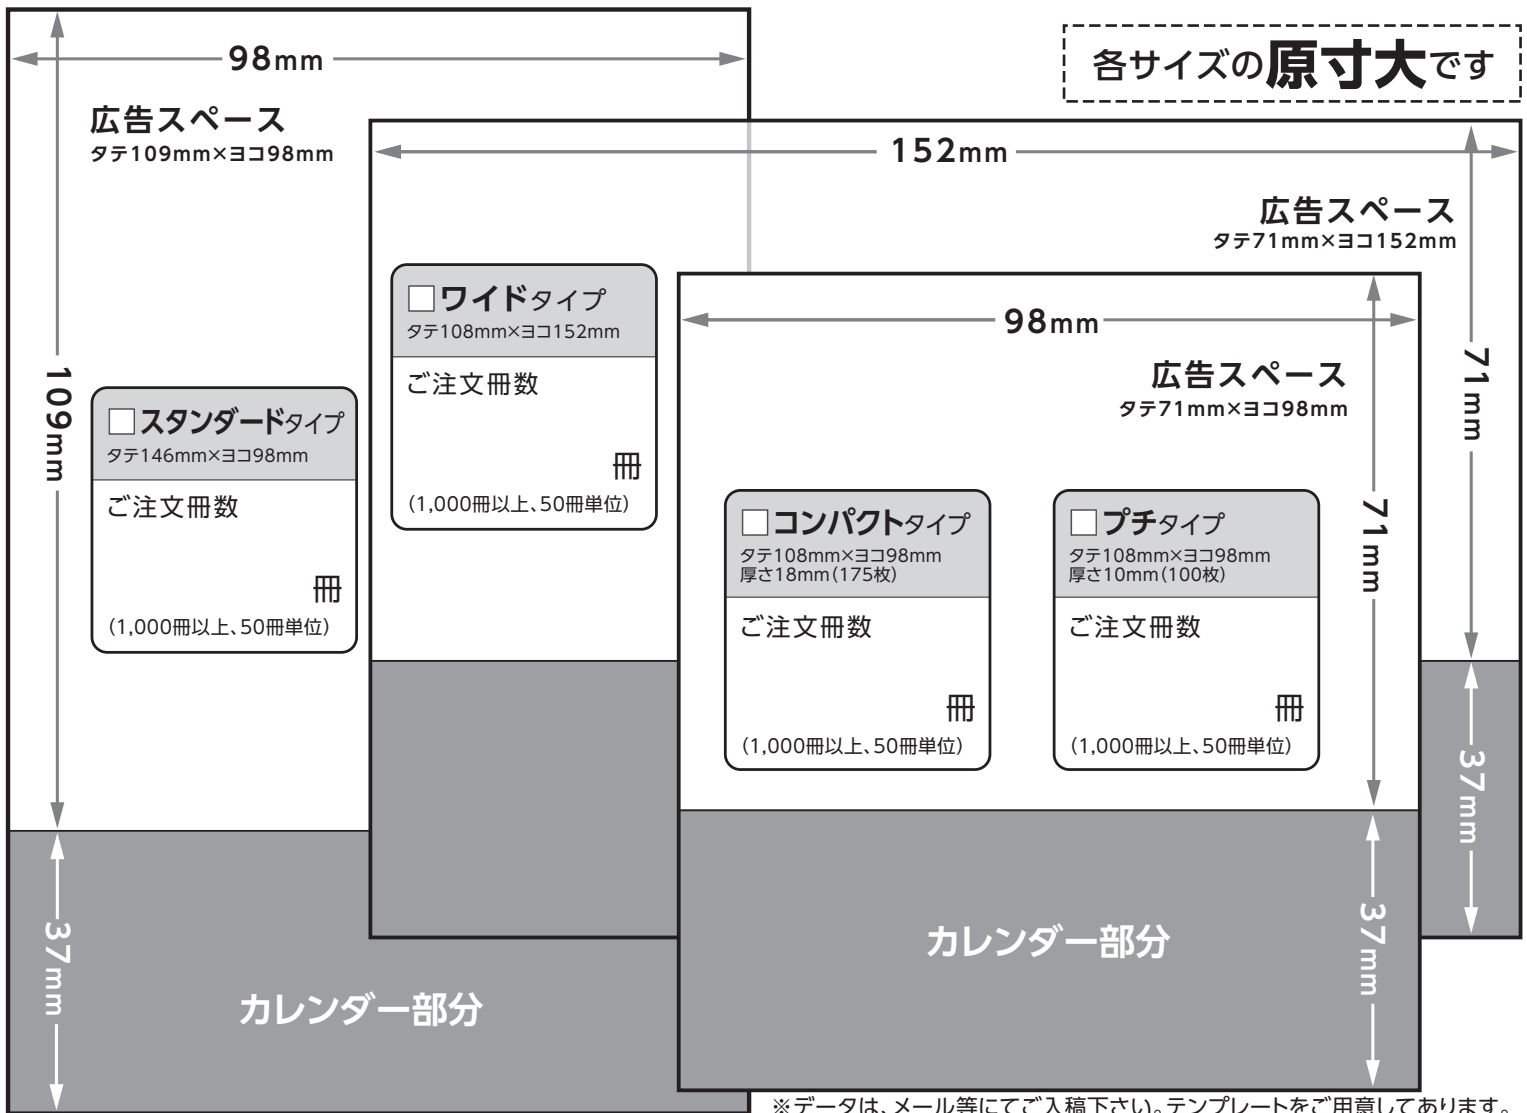 各サイズの原寸大です
98mm
広告スペース
タテ109mm×ヨコ98mm
109mm
□スタンダードタイプ
タテ146mm×ヨコ98mm
ご注文冊数
冊
(1,000冊以上、50冊単位)
37mm
カレンダー部分
152mm
広告スペース
タテ71mm×ヨコ152mm
71mm
□ワイドタイプ
タテ108mm×ヨコ152mm
ご注文冊数
冊
(1,000冊以上、50冊単位)
37mm
98mm
広告スペース
タテ71mm×ヨコ98mm
71mm
□コンパクトタイプ
タテ108mm×ヨコ98mm
厚さ18mm(175枚)
ご注文冊数
冊
(1,000冊以上、50冊単位)
□プチタイプ
タテ108mm×ヨコ98mm
厚さ10mm(100枚)
ご注文冊数
冊
(1,000冊以上、50冊単位)
37mm
カレンダー部分
※データは、メール等にてご入稿下さい。テンプレートをご用意してあります。